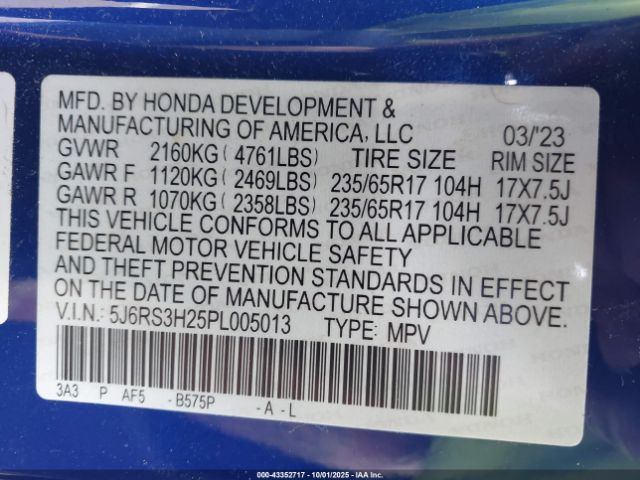 MFD. BY HONDA DEVELOPMENT &
MANUFACTURING OF AMERICA, LLC 03/'23
GVWR 2160KG ( 4761LBS) TIRE SIZE RIM SIZE
GAWR F 1120KG ( 2469LBS) 235/65R17 104H 17X7.5J
GAWR R 1070KG ( 2358LBS) 235/65R17 104H 17X7.5J
THIS VEHICLE CONFORMS TO ALL APPLICABLE
FEDERAL MOTOR VEHICLE SAFETY
AND THEFT PREVENTION STANDARDS IN EFFECT
ON THE DATE OF MANUFACTURE SHOWN ABOVE.
V.I.N.: 5J6RS3H25PL005013 TYPE: MPV
3A3 P AF5 - B575P - A - L
000-43352717 - 10/01/2025 - IAA Inc.